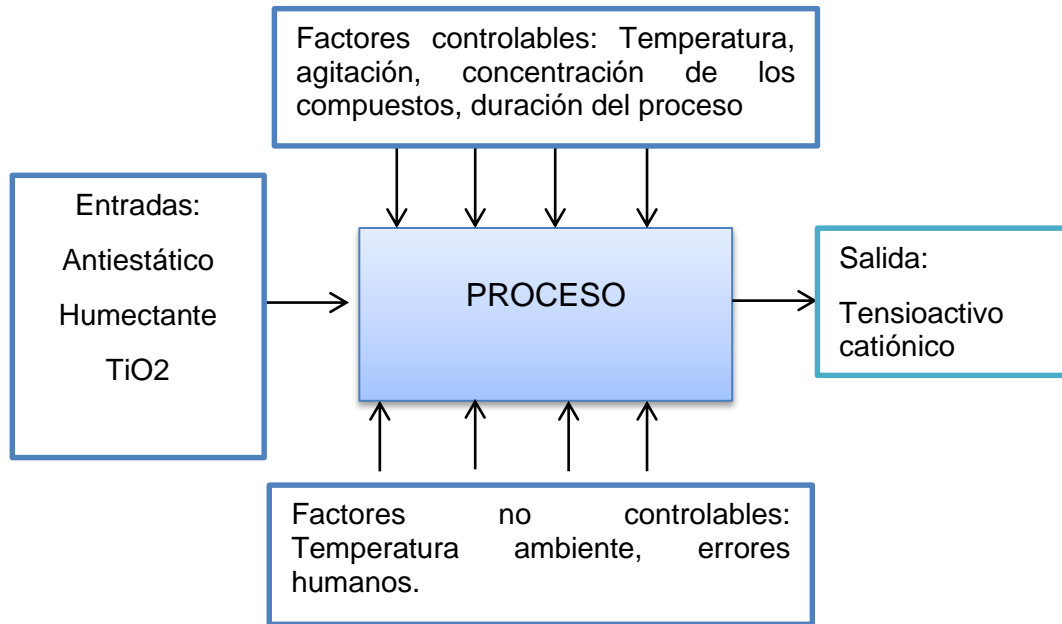 Factores controlables: Temperatura,
agitación, concentración de los
compuestos, duración del proceso
Entradas:
Antiestático
Humectante
TiO2
PROCESO
Salida:
Tensioactivo
catiónico
Factores no controlables:
Temperatura ambiente, errores
humanos.